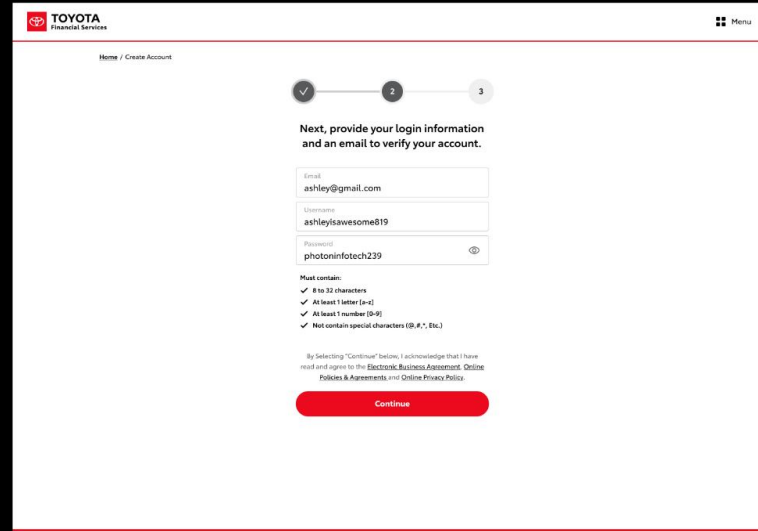 TOYOTA
Financial Services
Menu
Home / Create Account
2
3
Next, provide your login information
and an email to verify your account.
Email
ashley@gmail.com
Username
ashleyisawesome819
Password
photoninfotech239
Must contain:
8 to 32 characters
At least 1 letter [a-z]
At least 1 number [0-9]
Not contain special characters (@,#,*, Etc.)
By Selecting "Continue" below, I acknowledge that I have
read and agree to the Electronic Business Agreement, Online
Policies & Agreements and Online Privacy Policy.
Continue